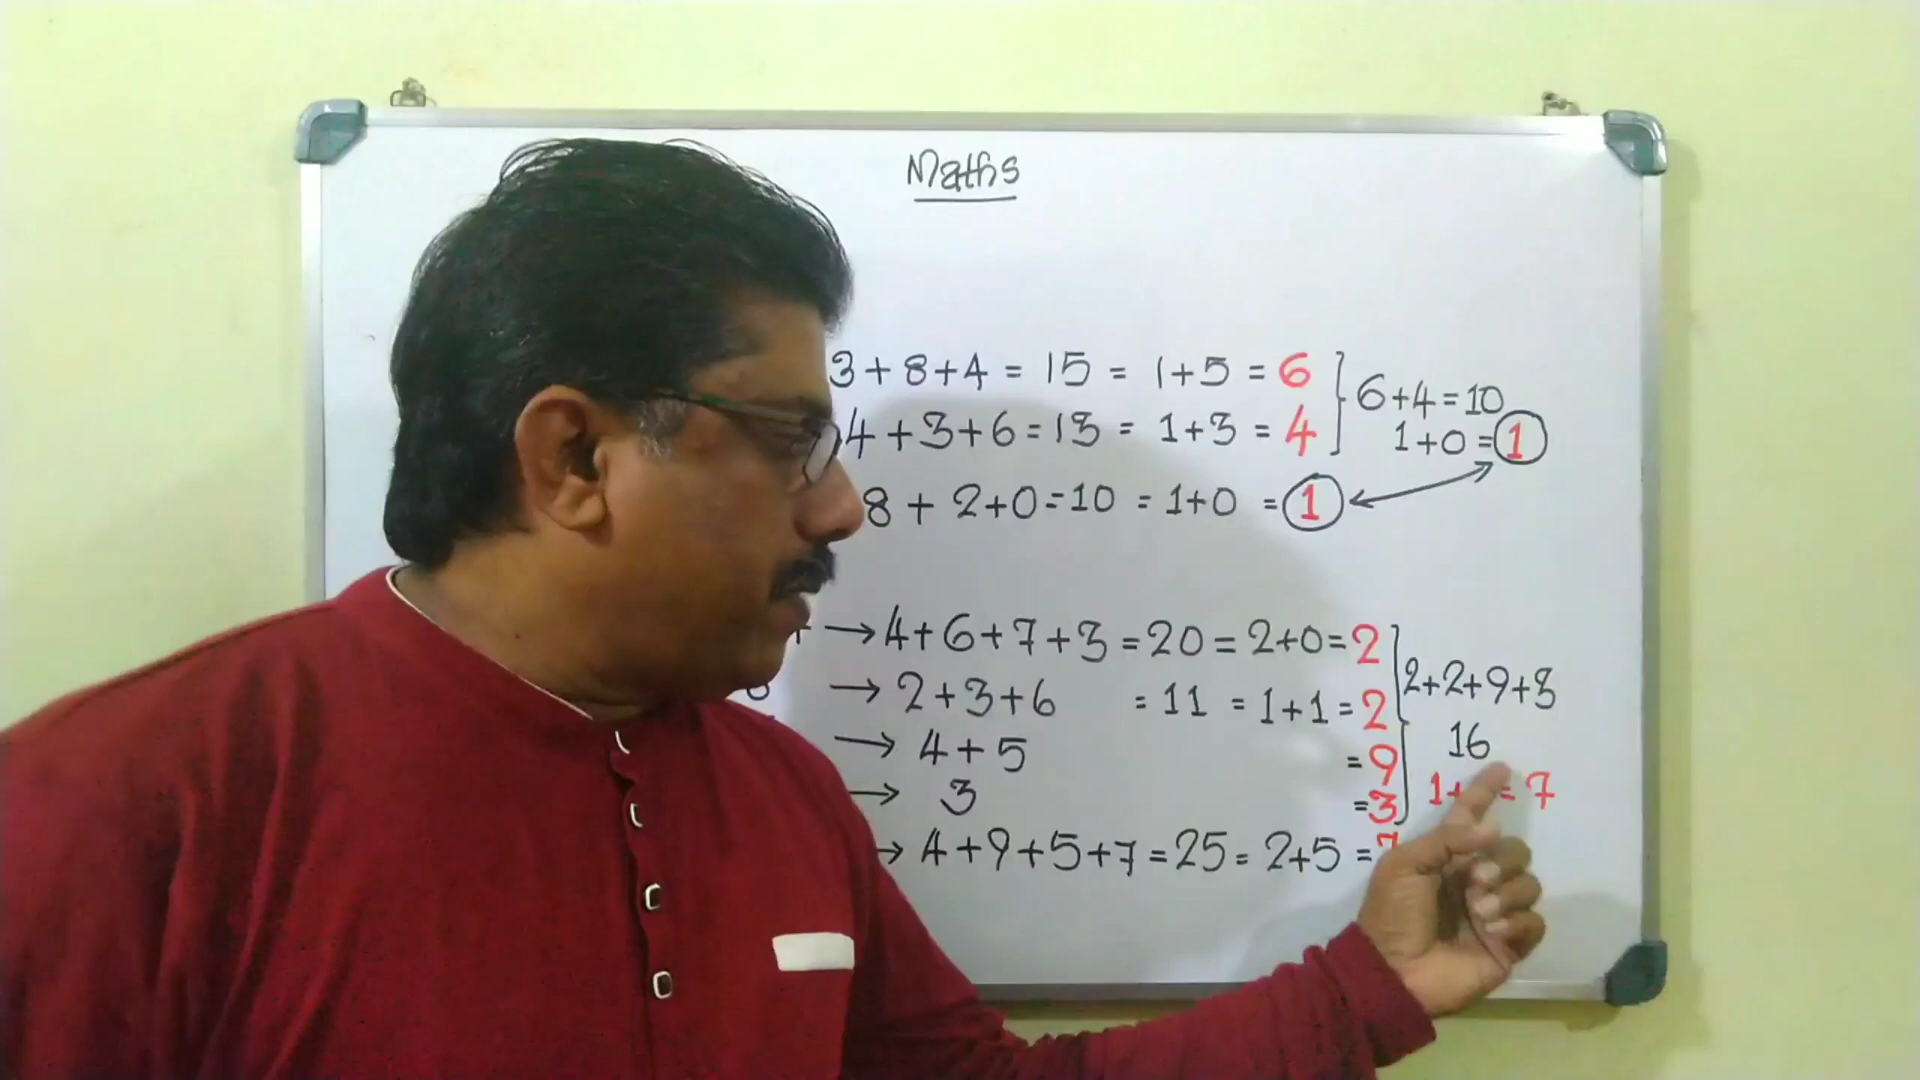 Maths
3+8+4 = 15 = 1+5 = 6
6+4=10
4+3+6=13 = 1+3 = 4
1+0=1
8+2+0=10 = 1+0 = 1
→4+6+7+3=20=2+0=2
2+2+9+3
→ 2+3+6 =11 =1+1=2
→ 4+5 =9
16
→ 3 =3
1+ = 7
→ 4+9+5+7=25=2+5=7